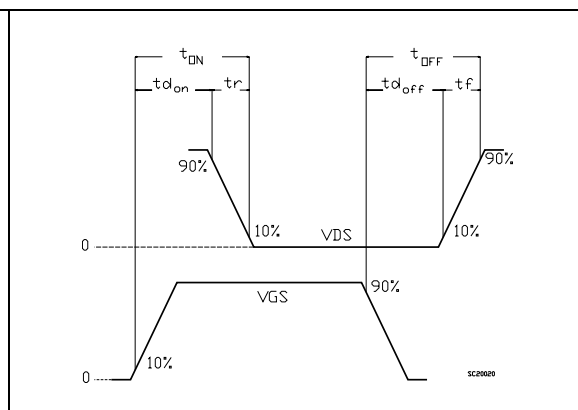 tON tOFF
tdon tr tdoff tf
90% 90%
10% VDS 10%
0
90%
VGS
10%
0 SC20020